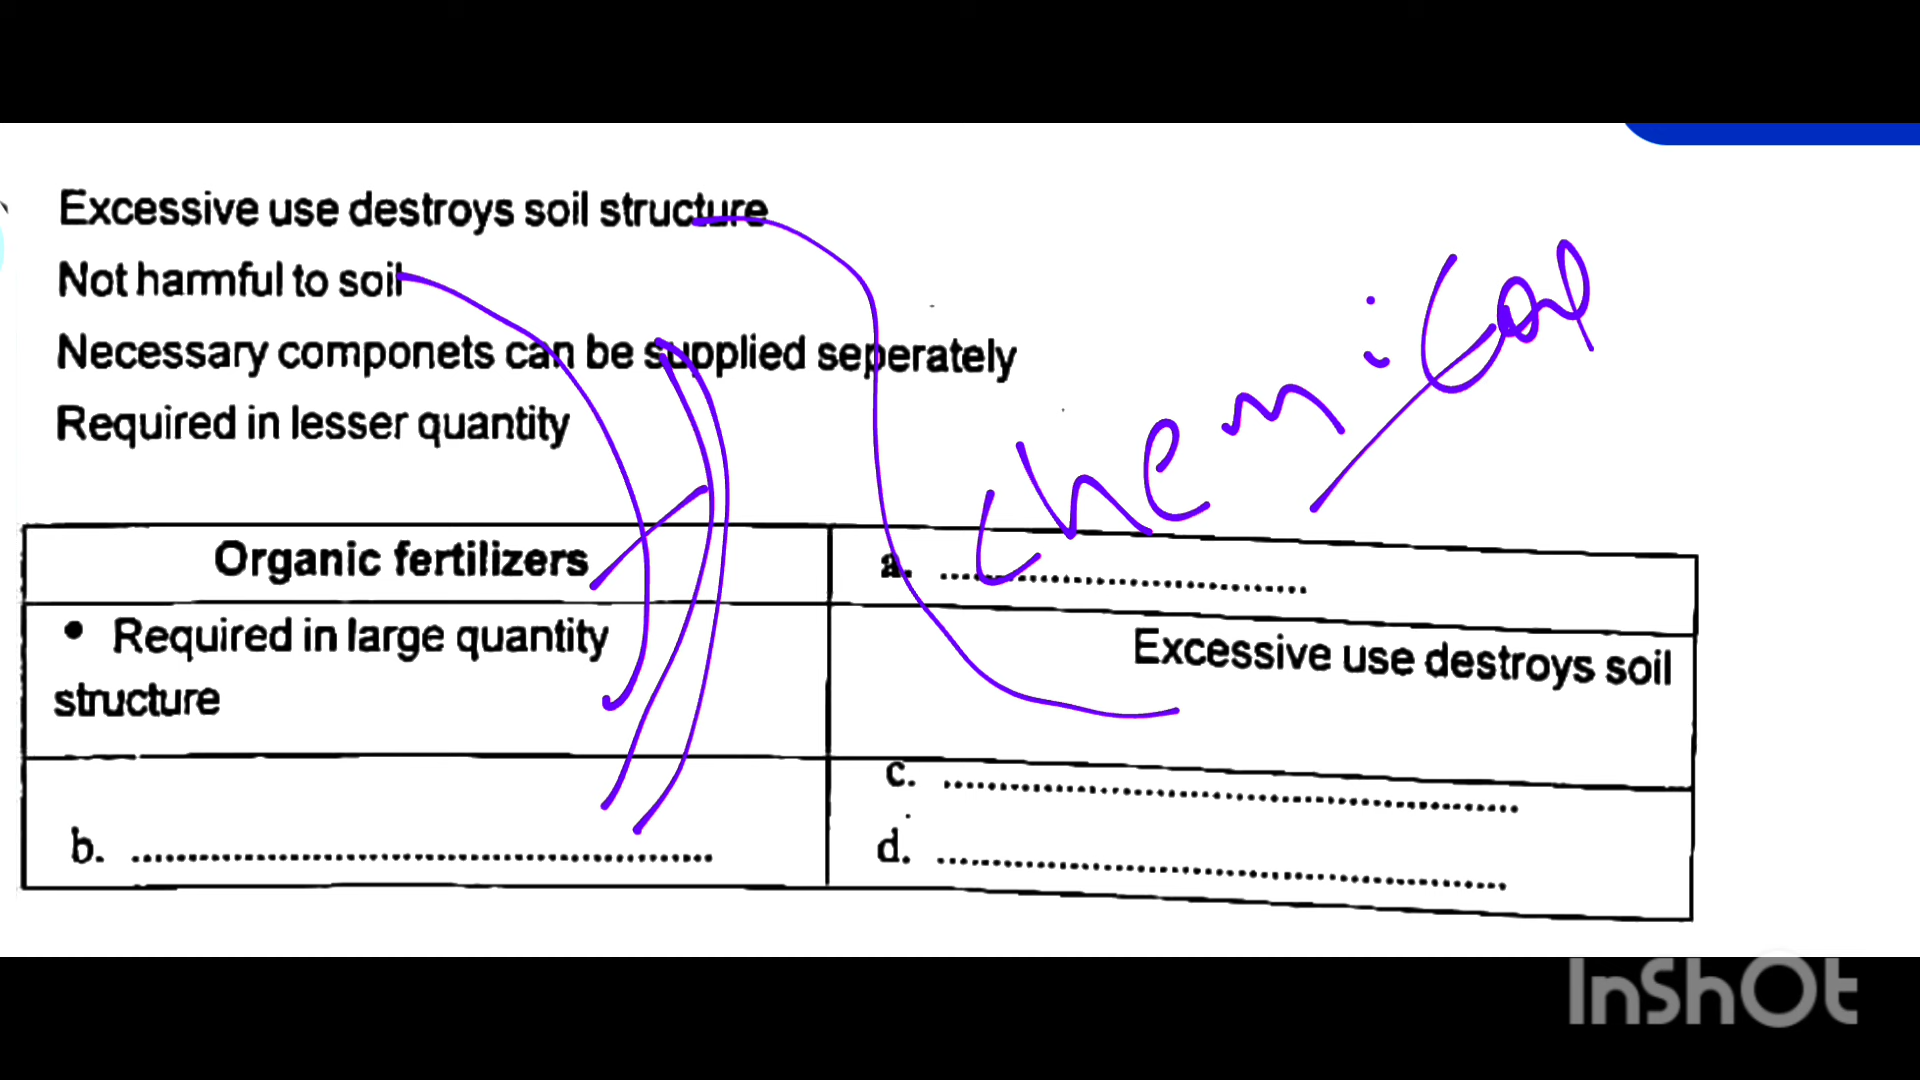 Excessive use destroys soil structure
Not harmful to soil
Necessary componets can be supplied seperately
Required in lesser quantity
chemical
Organic fertilizers
a. ........................................
• Required in large quantity
Excessive use destroys soil
structure
c. ............................................................
b. ............................................................
d. ............................................................
InShOt